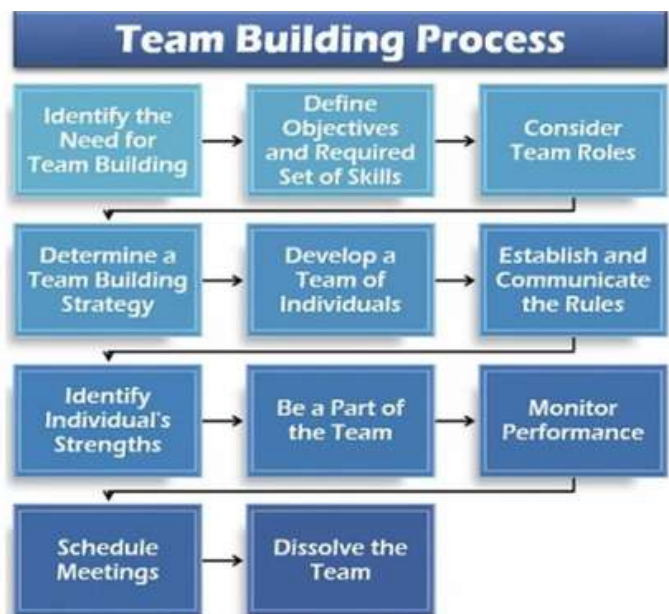 Team Building Process
Identify the
Need for
Team Building
Define
Objectives
and Required
Set of Skills
Consider
Team Roles
Determine a
Team Building
Strategy
Develop a
Team of
Individuals
Establish and
Communicate
the Rules
Identify
Individual's
Strengths
Be a Part of
the Team
Monitor
Performance
Schedule
Meetings
Dissolve the
Team